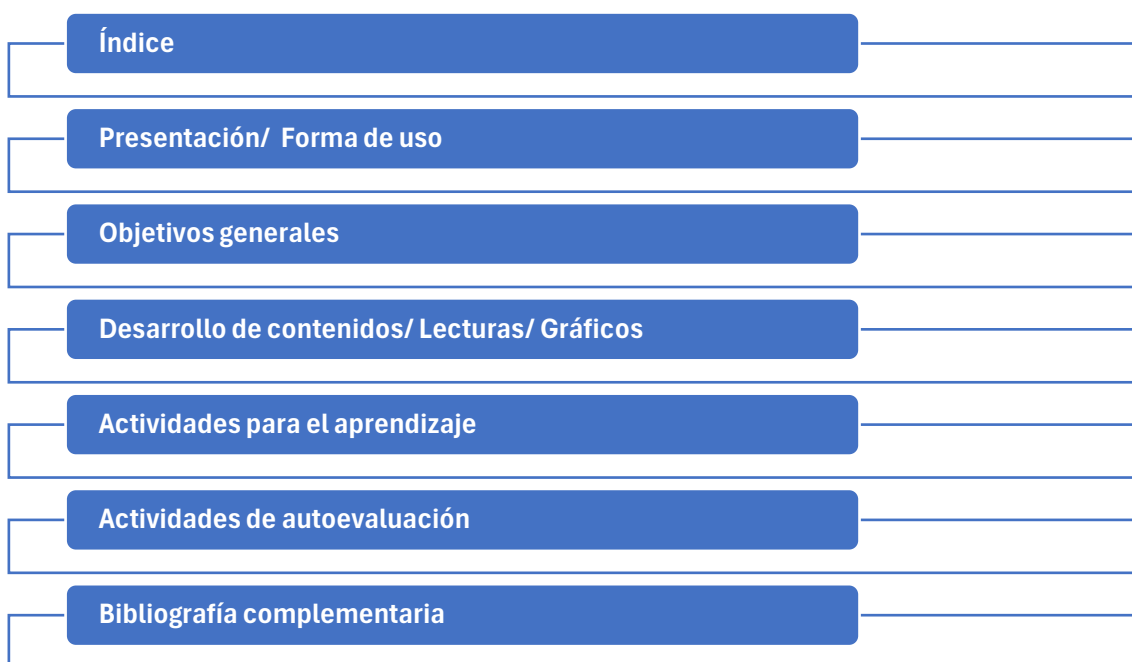 Índice
Presentación/ Forma de uso
Objetivos generales
Desarrollo de contenidos/ Lecturas/ Gráficos
Actividades para el aprendizaje
Actividades de autoevaluación
Bibliografía complementaria